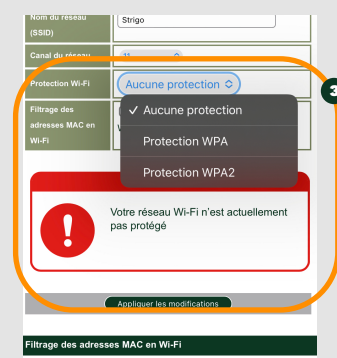 Nom du réseau
(SSID)
Strigo
Canal du réseau
11
Protection Wi-Fi
Aucune protection
Filtrage des
adresses MAC en
Wi-Fi
✓ Aucune protection
Protection WPA
Protection WPA2
3
Votre réseau Wi-Fi n'est actuellement
pas protégé
Appliquer les modifications
Filtrage des adresses MAC en Wi-Fi